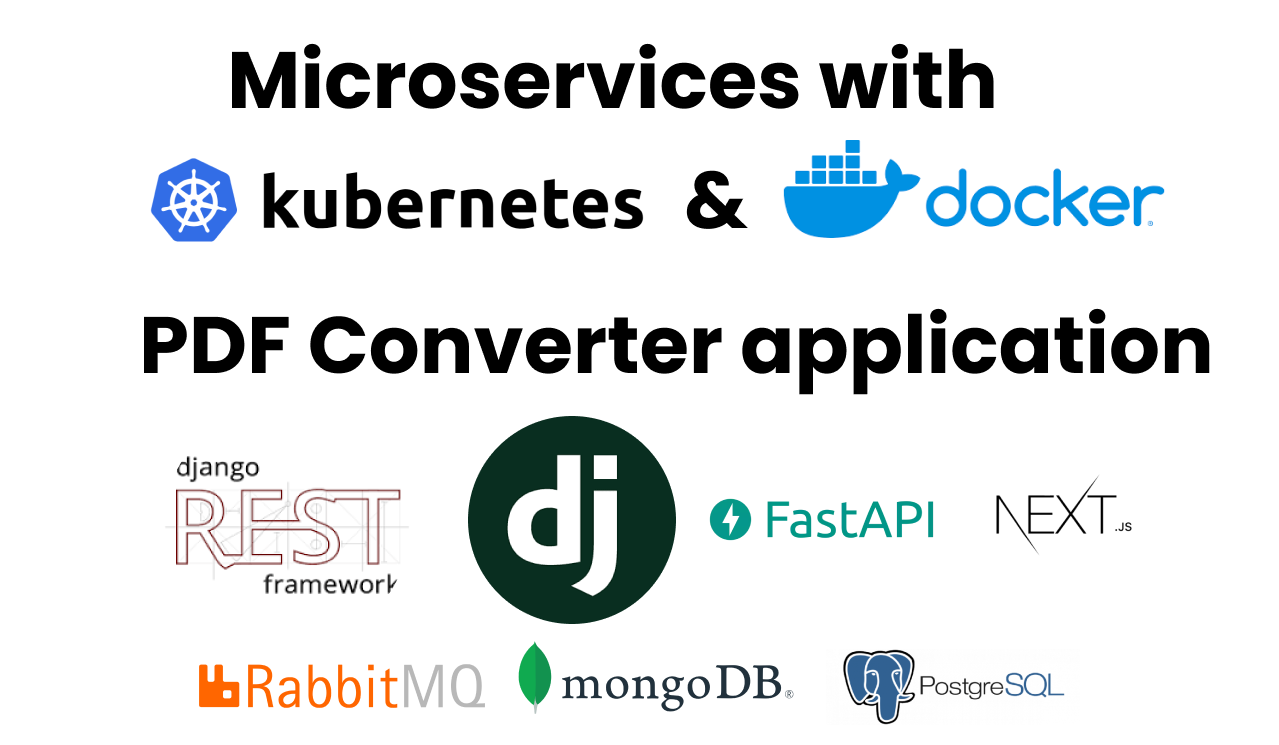 Microservices with
kubernetes & docker®
PDF Converter application
django
REST
framework
dj
FastAPI
NEXT.JS
RabbitMQ
mongoDB®
PostgreSQL